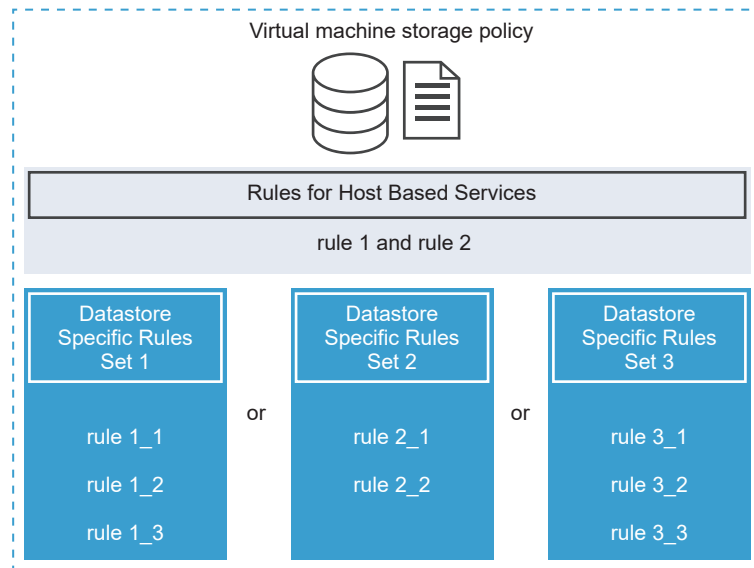 Virtual machine storage policy
Rules for Host Based Services
rule 1 and rule 2
Datastore
Specific Rules
Set 1
rule 1_1
rule 1_2
rule 1_3
or
Datastore
Specific Rules
Set 2
rule 2_1
rule 2_2
or
Datastore
Specific Rules
Set 3
rule 3_1
rule 3_2
rule 3_3